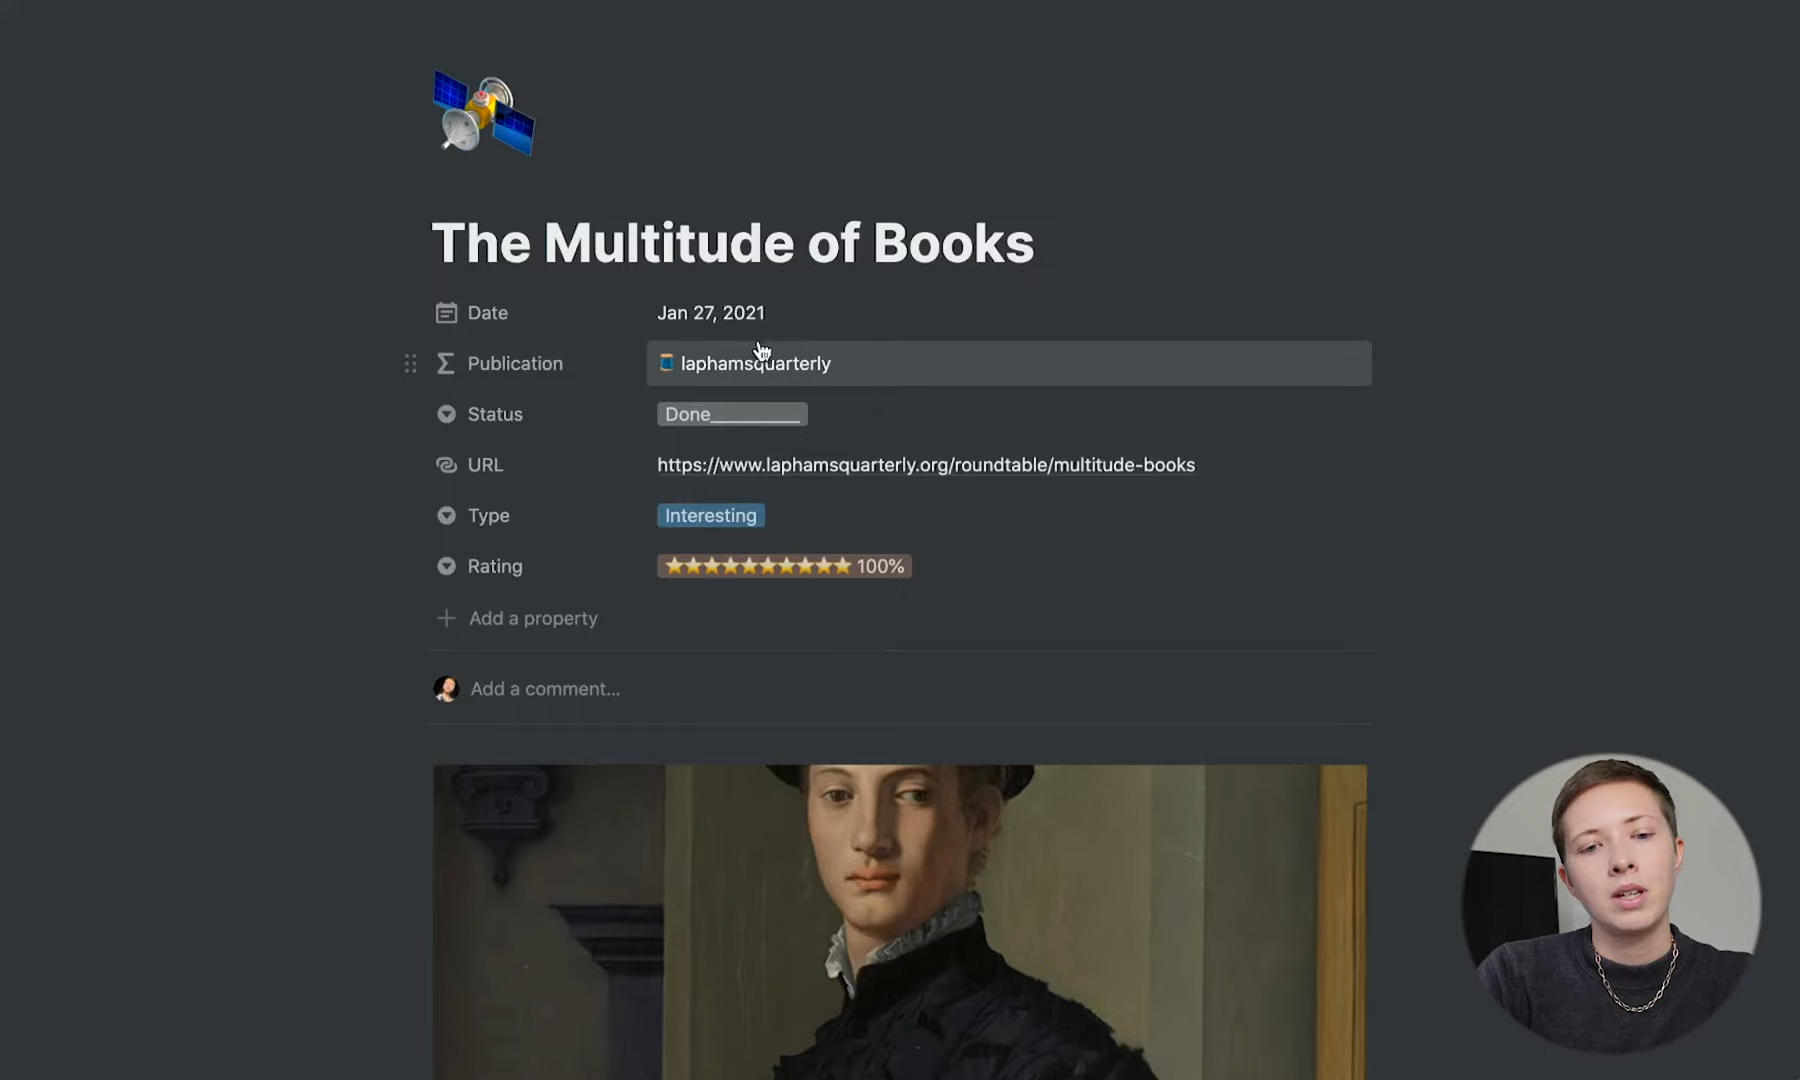 The Multitude of Books
Date Jan 27, 2021
Publication laphamsquarterly
Status Done__________
URL https://www.laphamsquarterly.org/roundtable/multitude-books
Type Interesting
Rating ⭐⭐⭐⭐⭐⭐⭐⭐⭐⭐ 100%
Add a property
Add a comment...